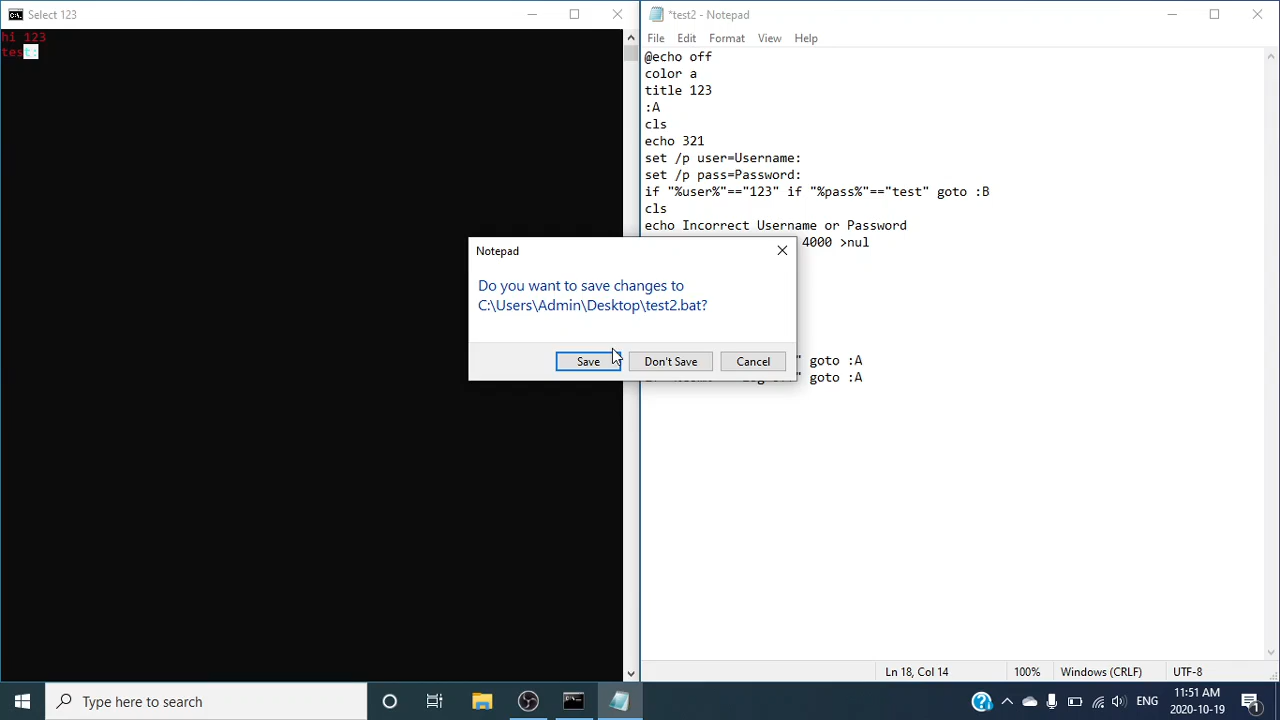 Select 123
hi 123
test:
*test2 - Notepad
File Edit Format View Help
@echo off
color a
title 123
:A
cls
echo 321
set /p user=Username:
set /p pass=Password:
if "%user%"=="123" if "%pass%"=="test" goto :B
cls
echo Incorrect Username or Password
4000 >nul
" goto :A
" goto :A
Notepad
Do you want to save changes to
C:\Users\Admin\Desktop\test2.bat?
Save Don't Save Cancel
Ln 18, Col 14 100% Windows (CRLF) UTF-8
Type here to search
ENG
11:51 AM
2020-10-19
1